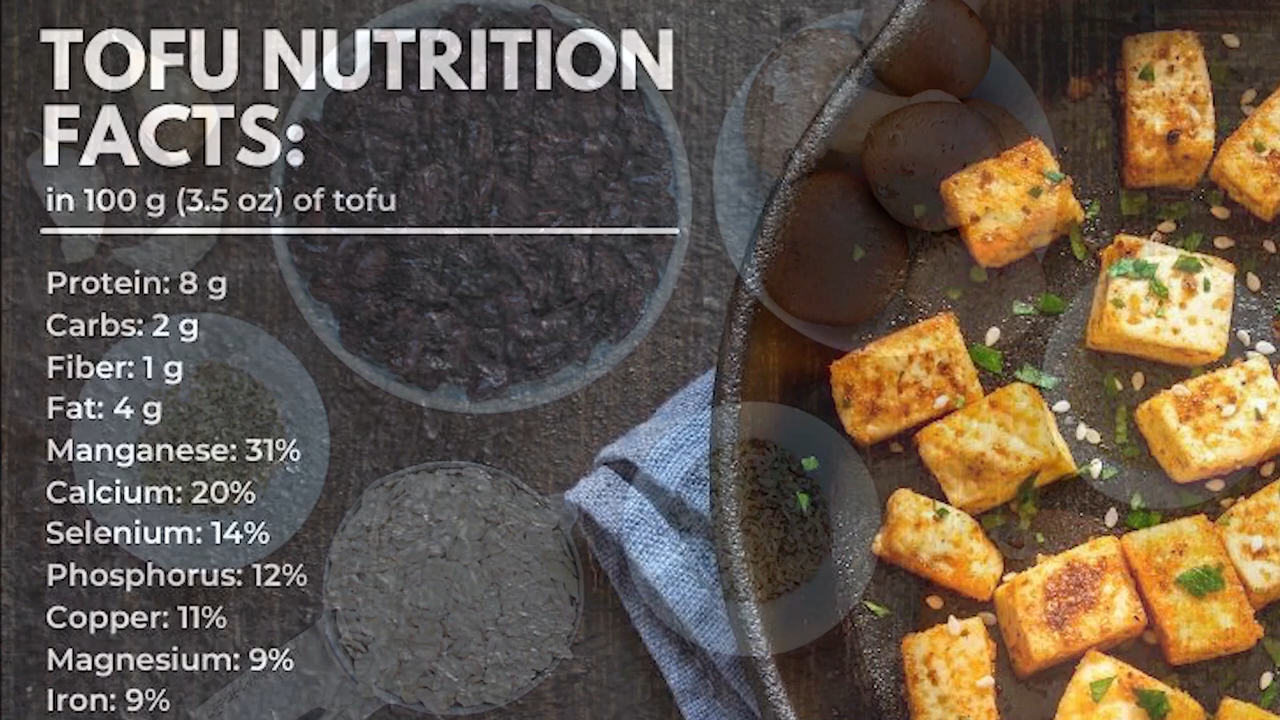 TOFU NUTRITION
FACTS:
in 100 g (3.5 oz) of tofu
Protein: 8 g
Carbs: 2 g
Fiber: 1 g
Fat: 4 g
Manganese: 31%
Calcium: 20%
Selenium: 14%
Phosphorus: 12%
Copper: 11%
Magnesium: 9%
Iron: 9%